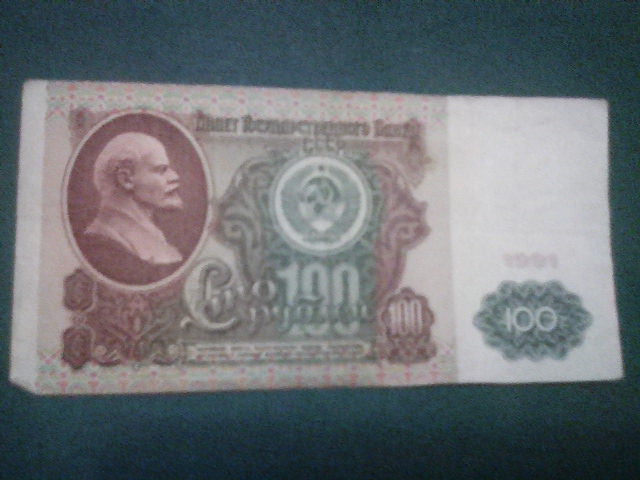 Билет Государственного Банка
СССР
Сто 100
рублей 100
1991
100